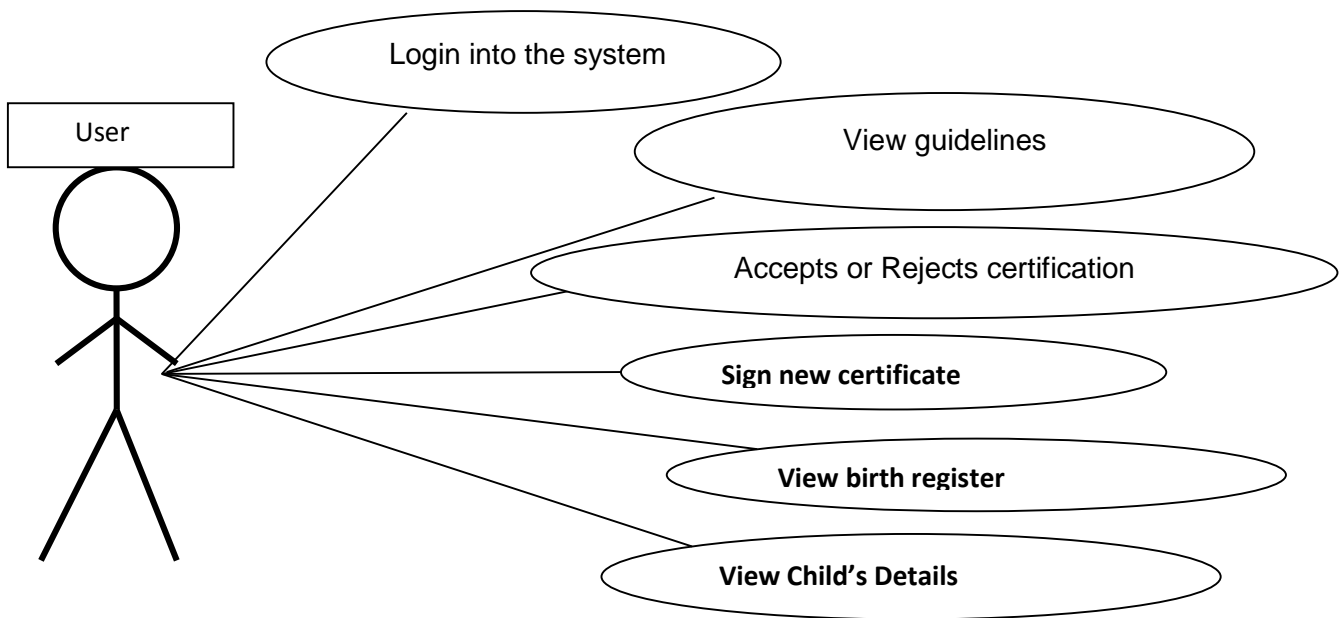 Login into the system
User
View guidelines
Accepts or Rejects certification
Sign new certificate
View birth register
View Child’s Details